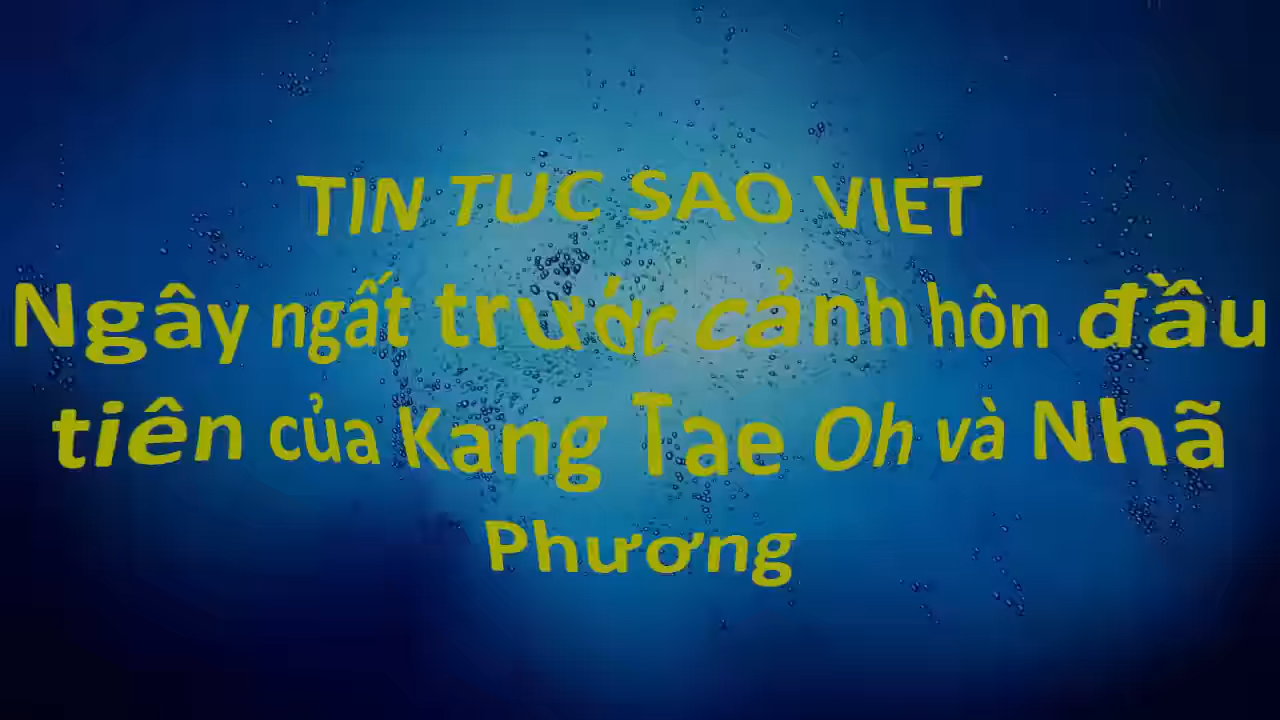 TIN TUC SAO VIET
Ngây ngất trước cảnh hôn đầu
tiên của Kang Tae Oh và Nhã
Phương